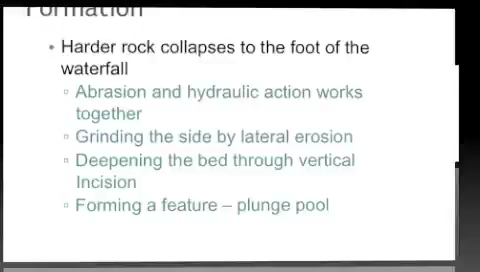 Formation
• Harder rock collapses to the foot of the
waterfall
▫ Abrasion and hydraulic action works
together
▫ Grinding the side by lateral erosion
▫ Deepening the bed through vertical
Incision
▫ Forming a feature – plunge pool